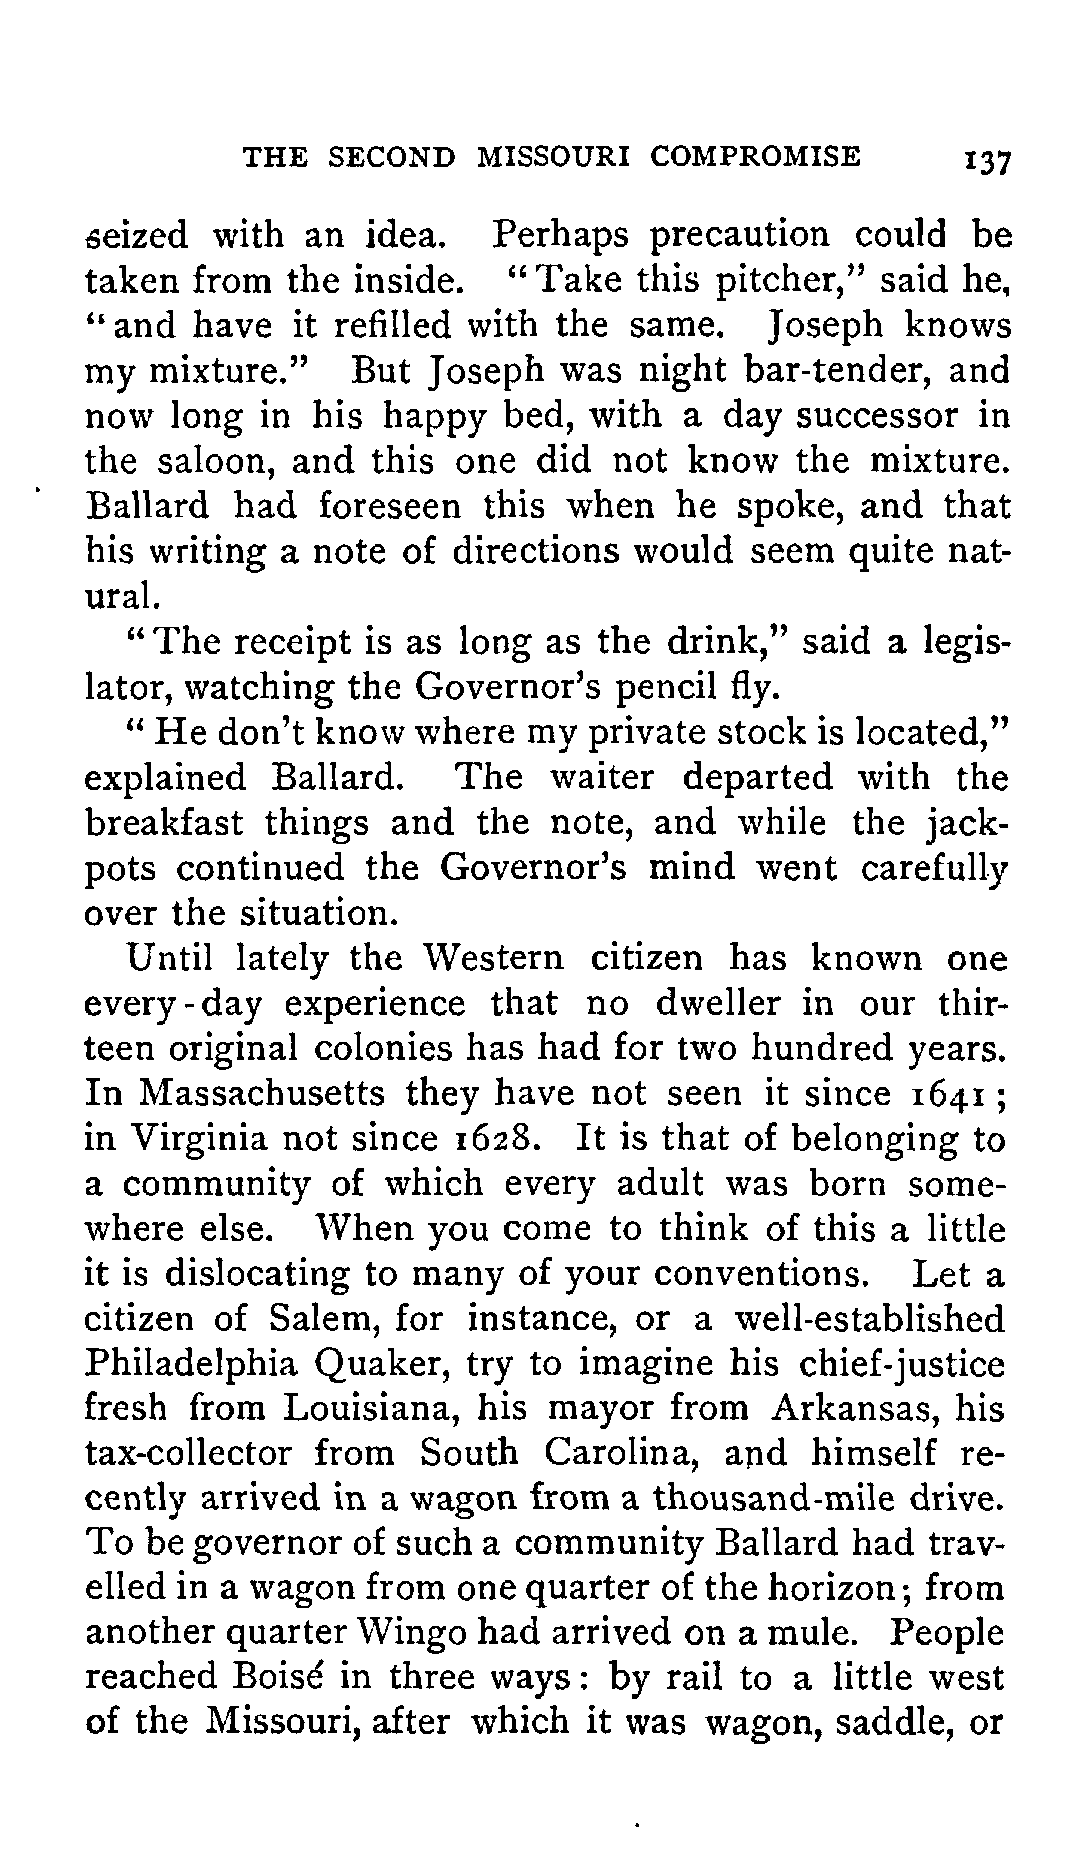 THE SECOND MISSOURI COMPROMISE 137
seized with an idea. Perhaps precaution could be
taken from the inside. "Take this pitcher," said he,
"and have it refilled with the same. Joseph knows
my mixture." But Joseph was night bar-tender, and
now long in his happy bed, with a day successor in
the saloon, and this one did not know the mixture.
Ballard had foreseen this when he spoke, and that
his writing a note of directions would seem quite nat-
ural.
"The receipt is as long as the drink," said a legis-
lator, watching the Governor's pencil fly.
"He don't know where my private stock is located,"
explained Ballard. The waiter departed with the
breakfast things and the note, and while the jack-
pots continued the Governor's mind went carefully
over the situation.
Until lately the Western citizen has known one
every-day experience that no dweller in our thir-
teen original colonies has had for two hundred years.
In Massachusetts they have not seen it since 1641;
in Virginia not since 1628. It is that of belonging to
a community of which every adult was born some-
where else. When you come to think of this a little
it is dislocating to many of your conventions. Let a
citizen of Salem, for instance, or a well-established
Philadelphia Quaker, try to imagine his chief-justice
fresh from Louisiana, his mayor from Arkansas, his
tax-collector from South Carolina, and himself re-
cently arrived in a wagon from a thousand-mile drive.
To be governor of such a community Ballard had trav-
elled in a wagon from one quarter of the horizon; from
another quarter Wingo had arrived on a mule. People
reached Boisé in three ways: by rail to a little west
of the Missouri, after which it was wagon, saddle, or